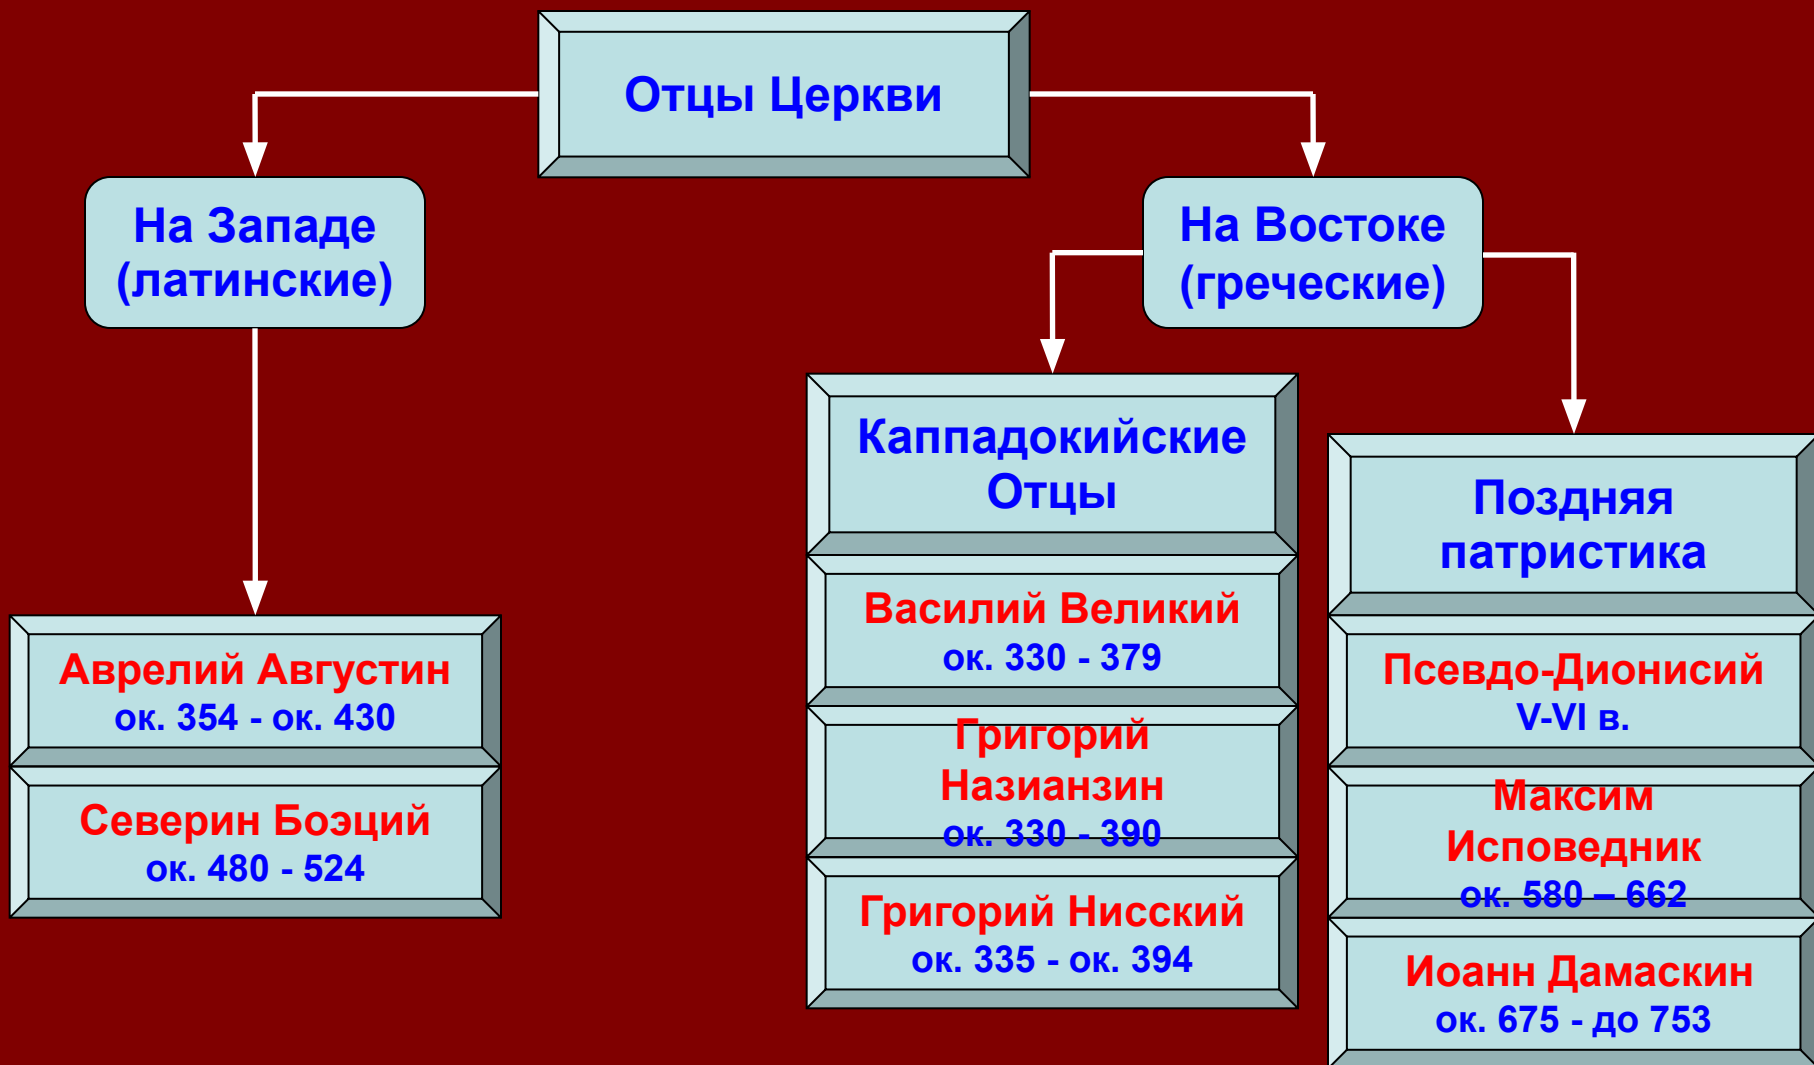 Отцы Церкви
На Западе
(латинские)
На Востоке
(греческие)
Аврелий Августин
ок. 354 - ок. 430
Северин Боэций
ок. 480 - 524
Каппадокийские
Отцы
Василий Великий
ок. 330 - 379
Григорий
Назианзин
ок. 330 - 390
Григорий Нисский
ок. 335 - ок. 394
Поздняя
патристика
Псевдо-Дионисий
V-VI в.
Максим
Исповедник
ок. 580 – 662
Иоанн Дамаскин
ок. 675 - до 753